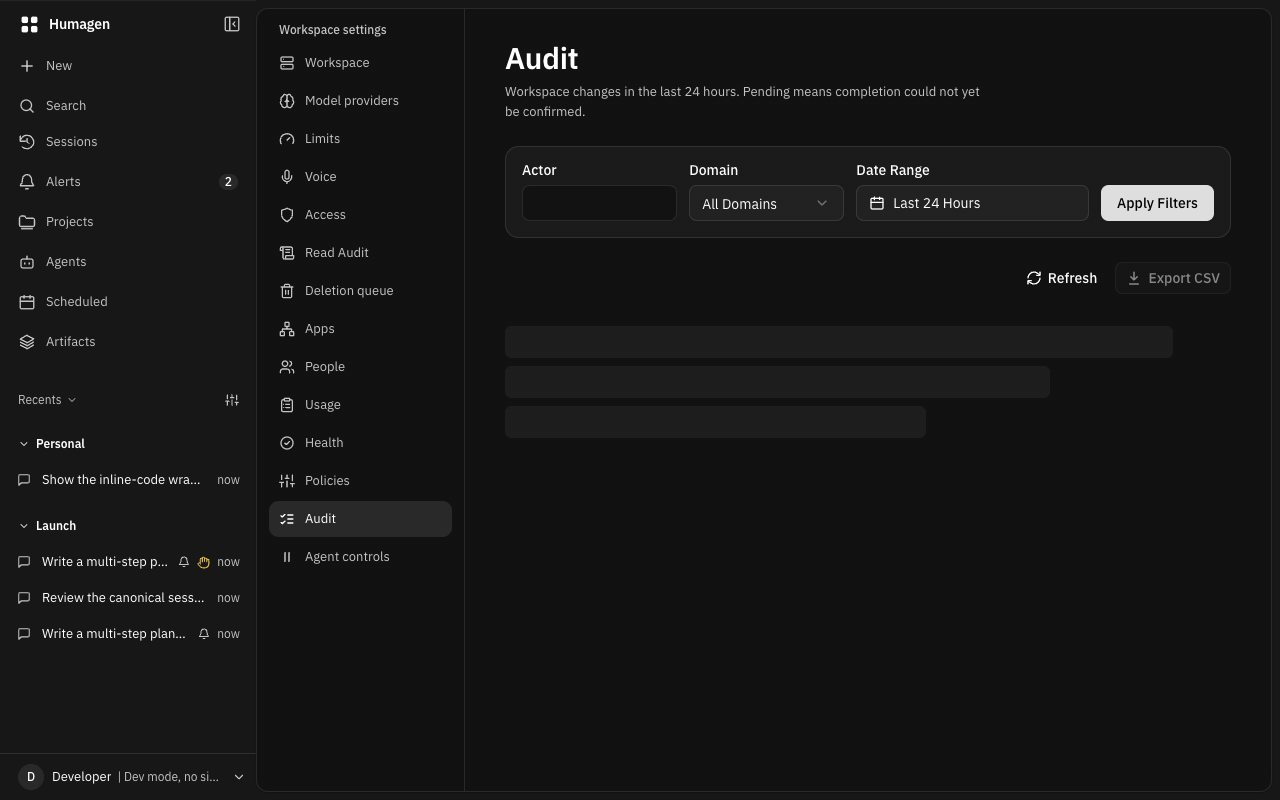 Humagen
New
Search
Sessions
Alerts 2
Projects
Agents
Scheduled
Artifacts
Recents
Personal
Show the inline-code wra... now
Launch
Write a multi-step p... now
Review the canonical sess... now
Write a multi-step plan... now
D Developer | Dev mode, no si...
Workspace settings
Workspace
Model providers
Limits
Voice
Access
Read Audit
Deletion queue
Apps
People
Usage
Health
Policies
Audit
Agent controls
Audit
Workspace changes in the last 24 hours. Pending means completion could not yet
be confirmed.
Actor Domain Date Range
All Domains Last 24 Hours Apply Filters
Refresh Export CSV